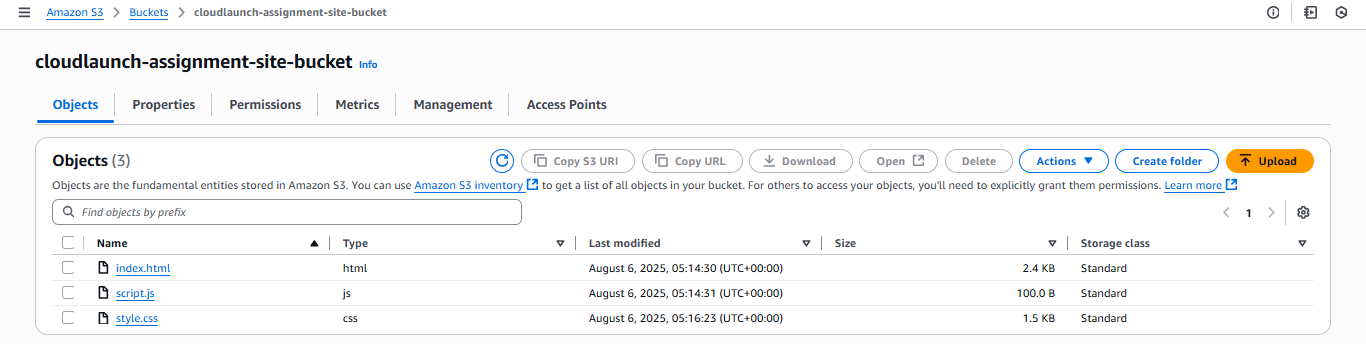 Amazon S3 > Buckets > cloudlaunch-assignment-site-bucket
cloudlaunch-assignment-site-bucket Info
Objects Properties Permissions Metrics Management Access Points
Objects (3) Copy S3 URI Copy URL Download Open Delete Actions Create folder Upload
Objects are the fundamental entities stored in Amazon S3. You can use Amazon S3 inventory to get a list of all objects in your bucket. For others to access your objects, you'll need to explicitly grant them permissions. Learn more
Find objects by prefix 1
Name Type Last modified Size Storage class
index.html html August 6, 2025, 05:14:30 (UTC+00:00) 2.4 KB Standard
script.js js August 6, 2025, 05:14:31 (UTC+00:00) 100.0 B Standard
style.css css August 6, 2025, 05:16:23 (UTC+00:00) 1.5 KB Standard